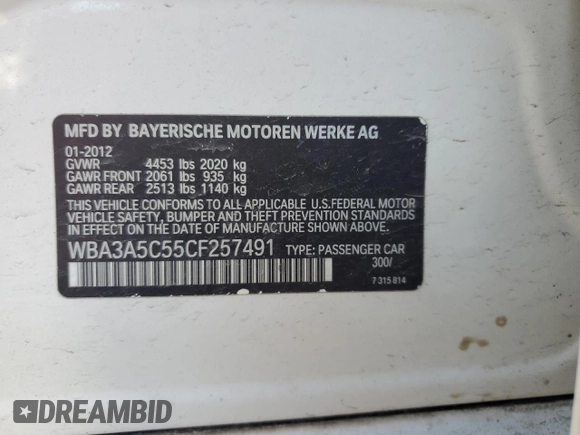 MFD BY BAYERISCHE MOTOREN WERKE AG
01-2012
GVWR 4453 lbs 2020 kg
GAWR FRONT 2061 lbs 935 kg
GAWR REAR 2513 lbs 1140 kg
THIS VEHICLE CONFORMS TO ALL APPLICABLE U.S.FEDERAL MOTOR
VEHICLE SAFETY, BUMPER AND THEFT PREVENTION STANDARDS
IN EFFECT ON THE DATE OF MANUFACTURE SHOWN ABOVE.
WBA3A5C55CF257491 TYPE: PASSENGER CAR
300/
7 315 814
DREAMBID